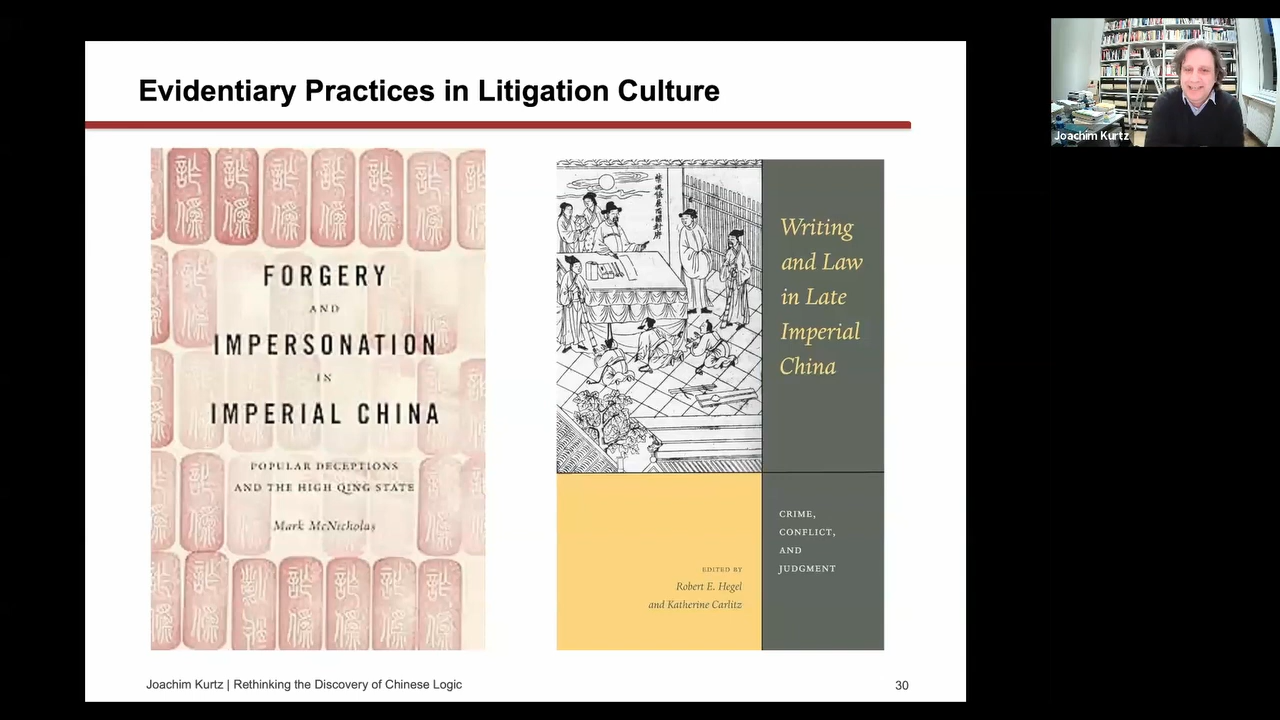 Evidentiary Practices in Litigation Culture
FORGERY
AND
IMPERSONATION
IN
IMPERIAL CHINA
POPULAR DECEPTIONS
AND THE HIGH QING STATE
Mark McNicholas
Writing
and Law
in Late
Imperial
China
CRIME,
CONFLICT,
AND
JUDGMENT
EDITED BY
Robert E. Hegel
and Katherine Carlitz
Joachim Kurtz | Rethinking the Discovery of Chinese Logic
30
Joachim Kurtz